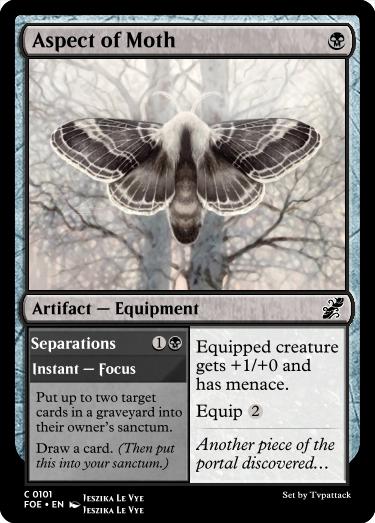 Aspect of Moth
Artifact — Equipment
Separations 1
Instant — Focus
Put up to two target
cards in a graveyard into
their owner's sanctum.
Draw a card. (Then put
this into your sanctum.)
Equipped creature
gets +1/+0 and
has menace.
Equip 2
Another piece of the
portal discovered…
C 0101
FOE • EN Jeszika Le Vye
Jeszika Le Vye
Set by Tvpattack